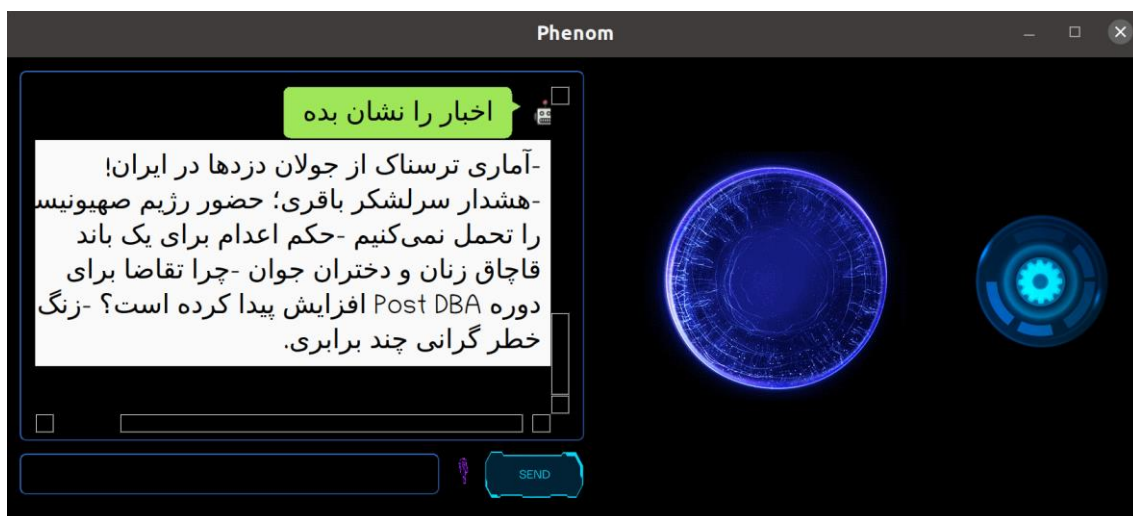 Phenom
اخبار را نشان بده
-آماری ترسناک از جولان دزدها در ایران!
-هشدار سرلشکر باقری؛ حضور رژیم صهیونیس
را تحمل نمی‌کنیم -حکم اعدام برای یک باند
قاچاق زنان و دختران جوان -چرا تقاضا برای
دوره Post DBA افزایش پیدا کرده است؟ -زنگ
خطر گرانی چند برابری.
SEND